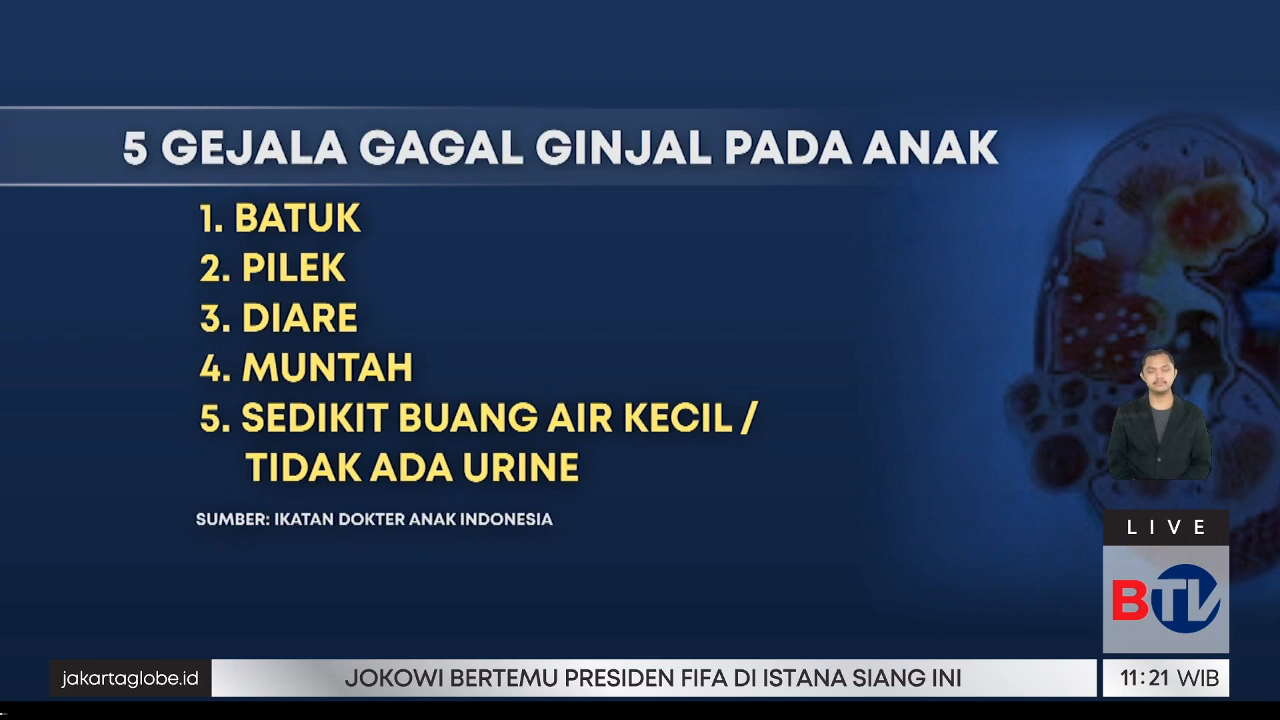 5 GEJALA GAGAL GINJAL PADA ANAK
1. BATUK
2. PILEK
3. DIARE
4. MUNTAH
5. SEDIKIT BUANG AIR KECIL /
TIDAK ADA URINE
SUMBER: IKATAN DOKTER ANAK INDONESIA
LIVE
BTV
jakartaglobe.id
JOKOWI BERTEMU PRESIDEN FIFA DI ISTANA SIANG INI
11:21 WIB